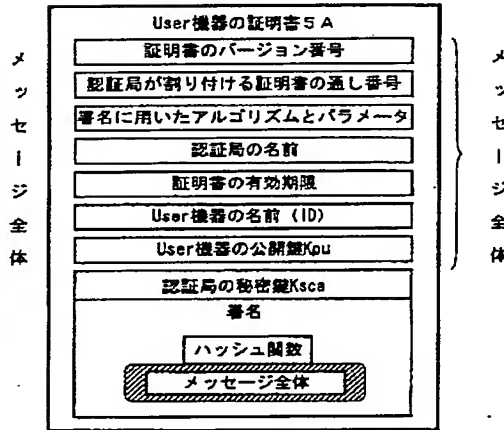 User機器の証明書5A
証明書のバージョン番号
認証局が割り付ける証明書の通し番号
署名に用いたアルゴリズムとパラメータ
認証局の名前
証明書の有効期限
User機器の名前 (ID)
User機器の公開鍵Kpu
認証局の秘密鍵Ksca
署名
ハッシュ関数
メッセージ全体
メッセージ全体
メッセージ全体